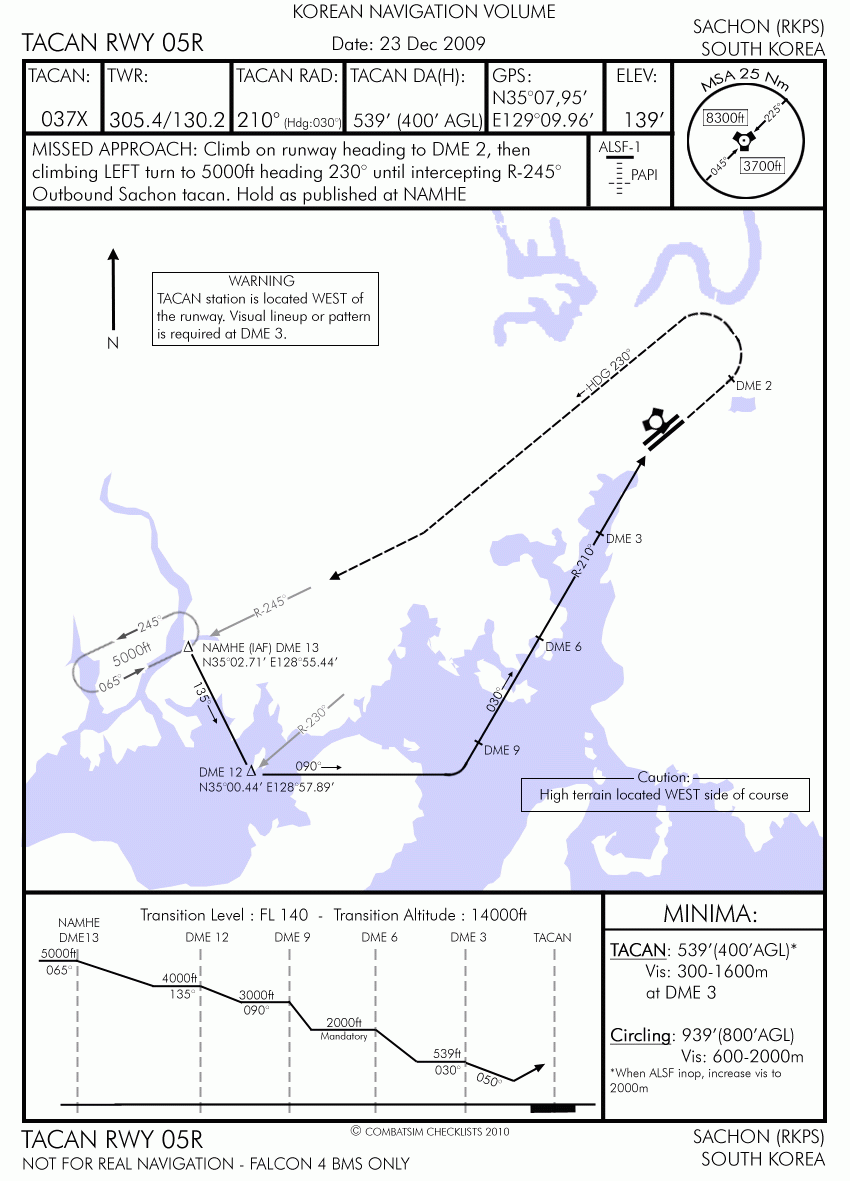 KOREAN NAVIGATION VOLUME
TACAN RWY 05R
Date: 23 Dec 2009
SACHON (RKPS)
SOUTH KOREA
TACAN:
037X
TWR:
305.4/130.2
TACAN RAD:
210° (Hdg:030°)
TACAN DA(H):
539' (400' AGL)
GPS:
N35°07,95'
E129°09.96'
ELEV:
139'
MSA 25 Nm
8300ft
225°
045°
3700ft
MISSED APPROACH: Climb on runway heading to DME 2, then
climbing LEFT turn to 5000ft heading 230° until intercepting R-245°
Outbound Sachon tacan. Hold as published at NAMHE
ALSF-1
PAPI
WARNING
TACAN station is located WEST of
the runway. Visual lineup or pattern
is required at DME 3.
N
HDG 230°
DME 2
DME 3
R-210°
R-245°
245°
5000ft
065°
NAMHE (IAF) DME 13
N35°02.71' E128°55.44'
DME 6
135°
030°
R-230°
DME 9
DME 12
090°
N35°00.44' E128°57.89'
Caution:
High terrain located WEST side of course
Transition Level : FL 140 - Transition Altitude : 14000ft
NAMHE
DME13
DME 12
DME 9
DME 6
DME 3
TACAN
5000ft
065°
4000ft
135°
3000ft
090°
2000ft
Mandatory
539ft
030°
050°
MINIMA:
TACAN: 539'(400'AGL)*
Vis: 300-1600m
at DME 3
Circling: 939'(800'AGL)
Vis: 600-2000m
*When ALSF inop, increase vis to
2000m
TACAN RWY 05R
© COMBATSIM CHECKLISTS 2010
SACHON (RKPS)
NOT FOR REAL NAVIGATION - FALCON 4 BMS ONLY
SOUTH KOREA